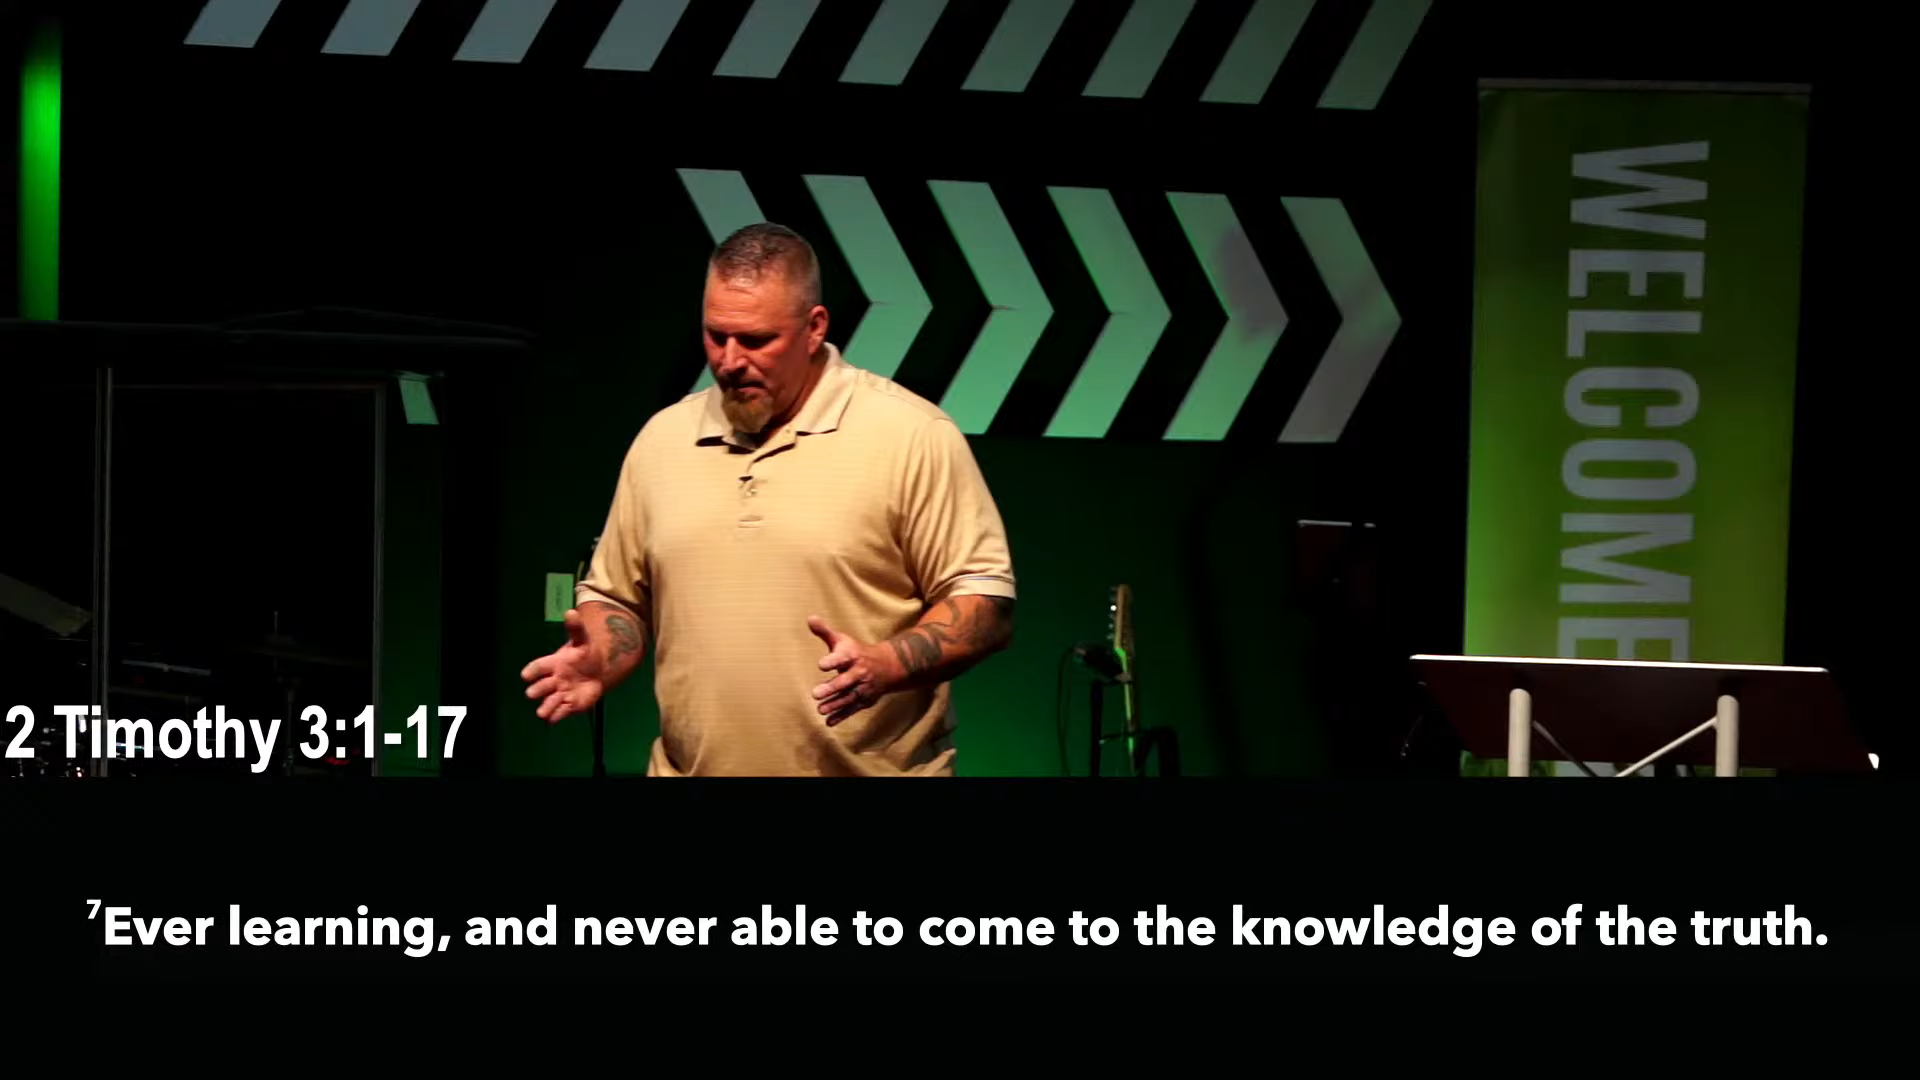 WELCOME
2 Timothy 3:1-17
⁷Ever learning, and never able to come to the knowledge of the truth.